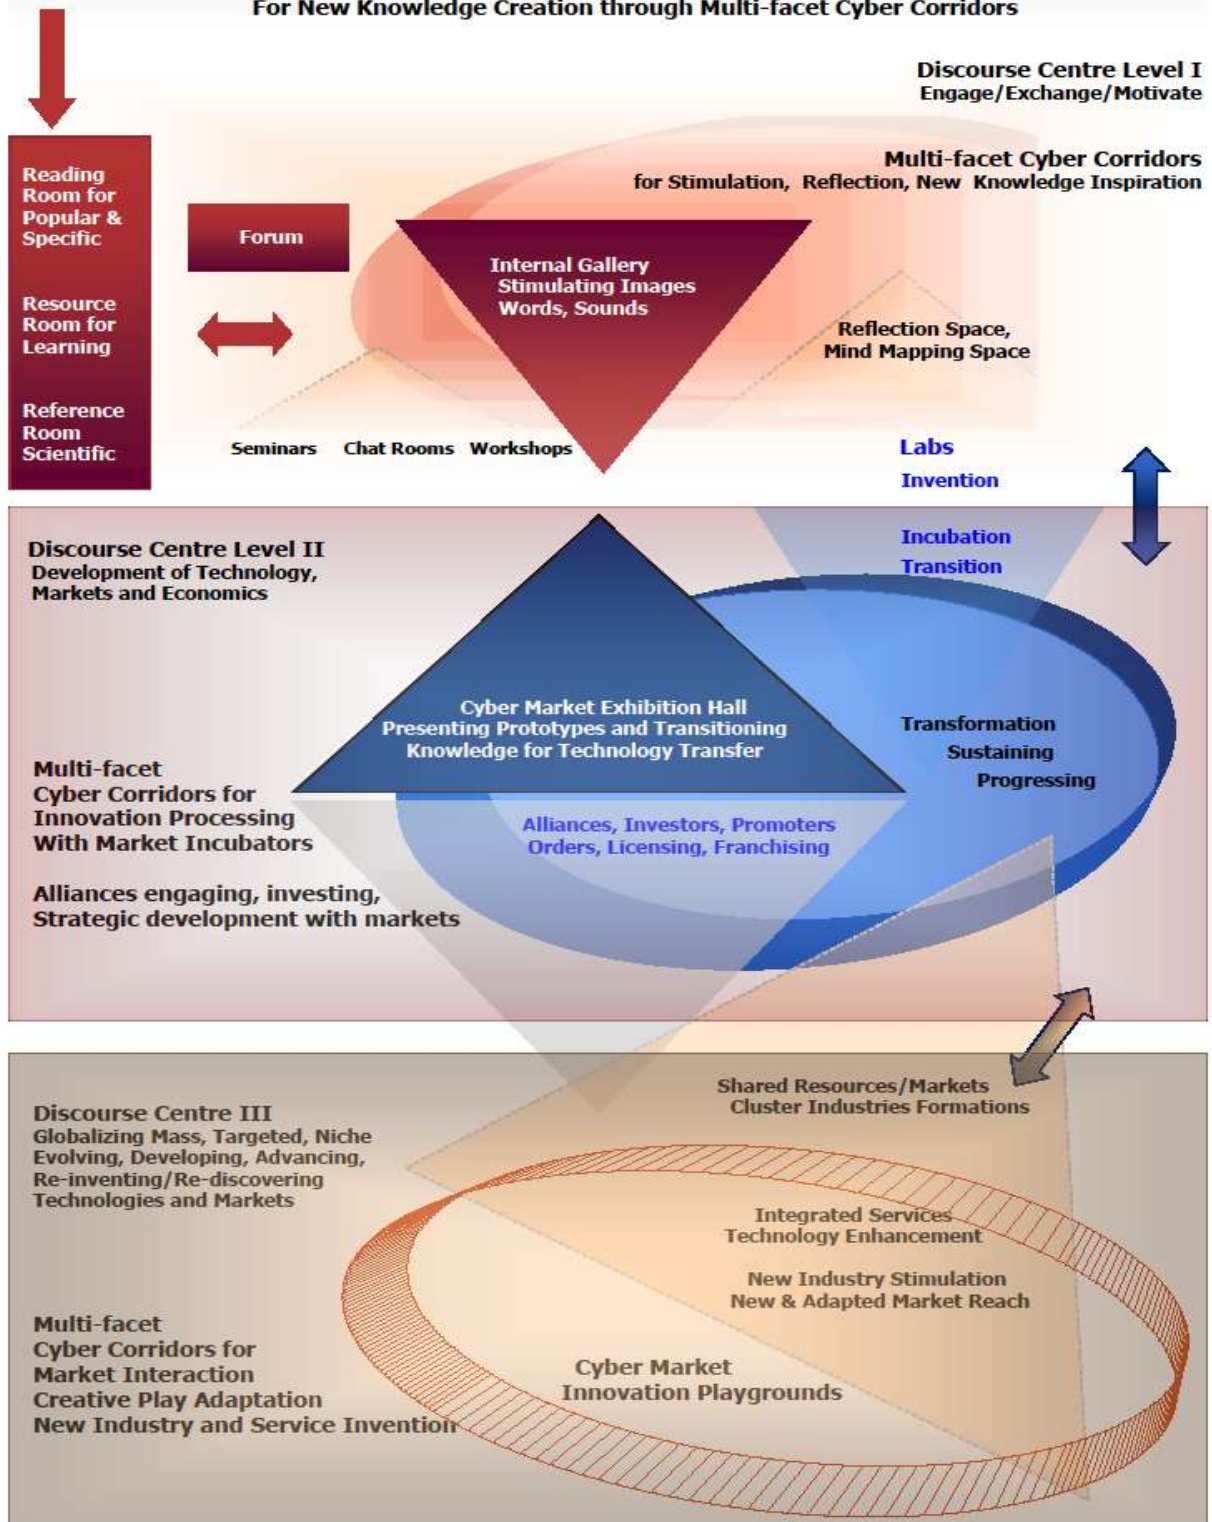 For New Knowledge Creation through Multi-facet Cyber Corridors
Discourse Centre Level I
Engage/Exchange/Motivate
Multi-facet Cyber Corridors
for Stimulation, Reflection, New Knowledge Inspiration
Reading
Room for
Popular &
Specific
Resource
Room for
Learning
Reference
Room
Scientific
Forum
Internal Gallery
Stimulating Images
Words, Sounds
Reflection Space,
Mind Mapping Space
Seminars Chat Rooms Workshops
Labs
Invention
Incubation
Transition
Discourse Centre Level II
Development of Technology,
Markets and Economics
Cyber Market Exhibition Hall
Presenting Prototypes and Transitioning
Knowledge for Technology Transfer
Transformation
Sustaining
Progressing
Multi-facet
Cyber Corridors for
Innovation Processing
With Market Incubators
Alliances engaging, investing,
Strategic development with markets
Alliances, Investors, Promoters
Orders, Licensing, Franchising
Shared Resources/Markets
Cluster Industries Formations
Discourse Centre III
Globalizing Mass, Targeted, Niche
Evolving, Developing, Advancing,
Re-inventing/Re-discovering
Technologies and Markets
Integrated Services
Technology Enhancement
New Industry Stimulation
New & Adapted Market Reach
Multi-facet
Cyber Corridors for
Market Interaction
Creative Play Adaptation
New Industry and Service Invention
Cyber Market
Innovation Playgrounds